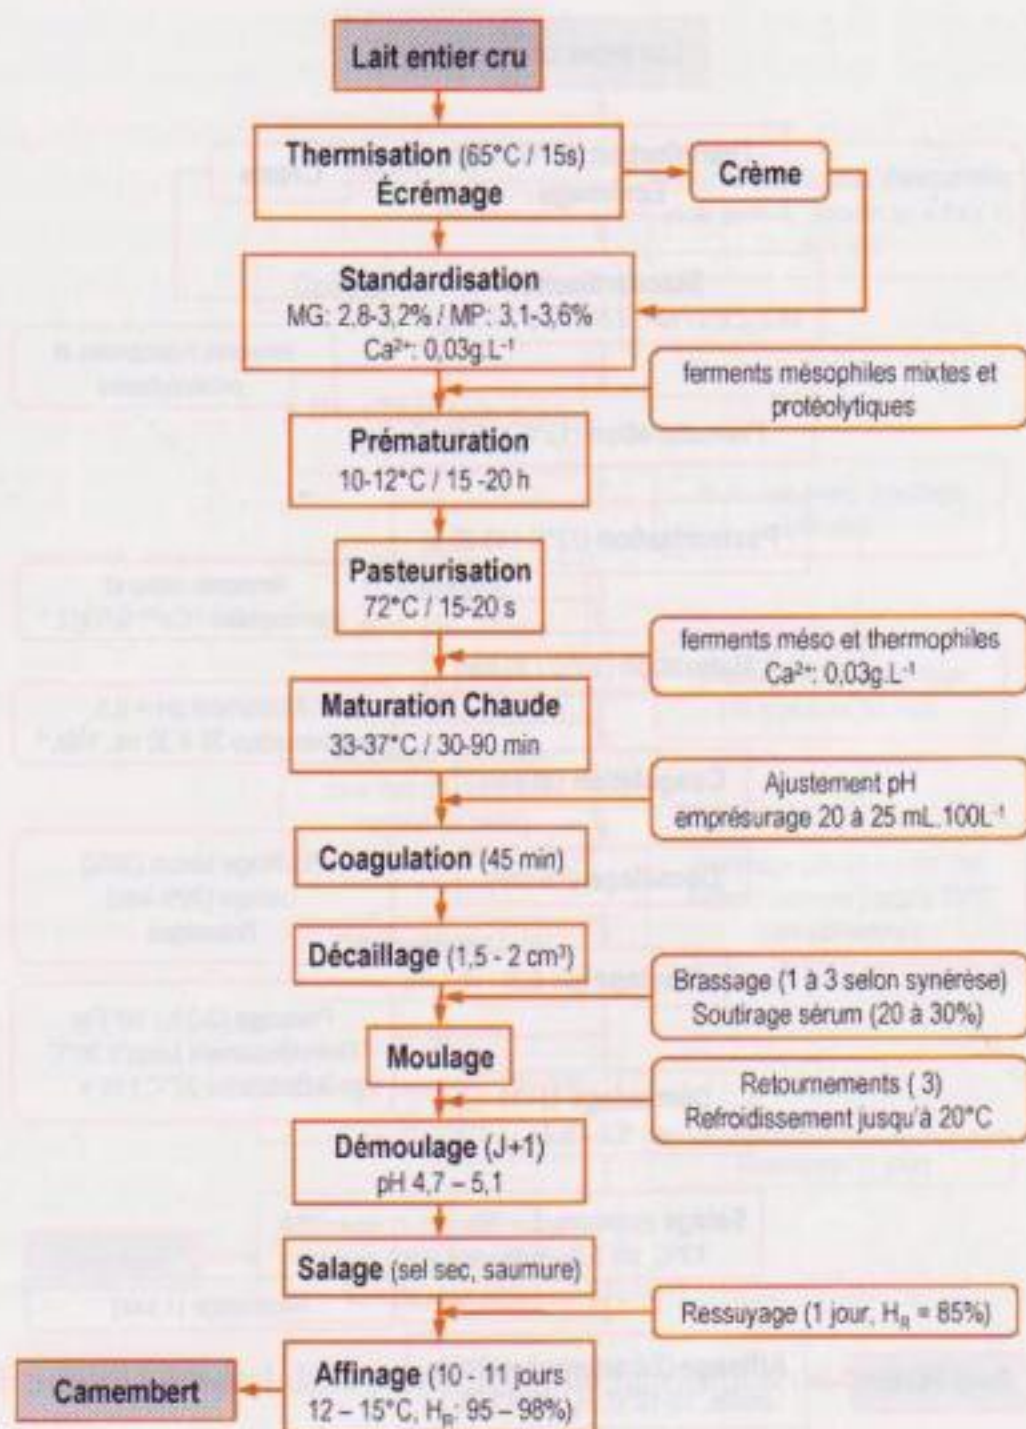 Lait entier cru
Thermisation (65°C / 15s)
Écrémage
Crème
Standardisation
MG: 2,8-3,2% / MP: 3,1-3,6%
Ca²⁺: 0,03g.L⁻¹
ferments mésophiles mixtes et
protéolytiques
Prématuration
10-12°C / 15 -20 h
Pasteurisation
72°C / 15-20 s
ferments méso et thermophiles
Ca²⁺: 0,03g.L⁻¹
Maturation Chaude
33-37°C / 30-90 min
Ajustement pH
emprésurage 20 à 25 mL.100L⁻¹
Coagulation (45 min)
Décaillage (1,5 - 2 cm³)
Brassage (1 à 3 selon synérèse)
Soutirage sérum (20 à 30%)
Moulage
Retournements ( 3)
Refroidissement jusqu'à 20°C
Démoulage (J+1)
pH 4,7 – 5,1
Salage (sel sec, saumure)
Ressuyage (1 jour, H_R = 85%)
Affinage (10 - 11 jours
12 – 15°C, H_R: 95 – 98%)
Camembert